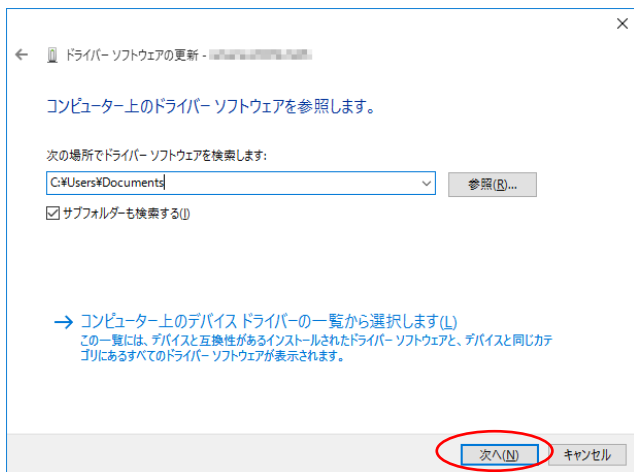 ドライバー ソフトウェアの更新 -
コンピューター上のドライバー ソフトウェアを参照します。
次の場所でドライバー ソフトウェアを検索します:
C:¥Users¥Documents
参照(R)...
サブフォルダーも検索する(I)
コンピューター上のデバイス ドライバーの一覧から選択します(L)
この一覧には、デバイスと互換性があるインストールされたドライバー ソフトウェアと、デバイスと同じカテ
ゴリにあるすべてのドライバー ソフトウェアが表示されます。
次へ(N)
キャンセル